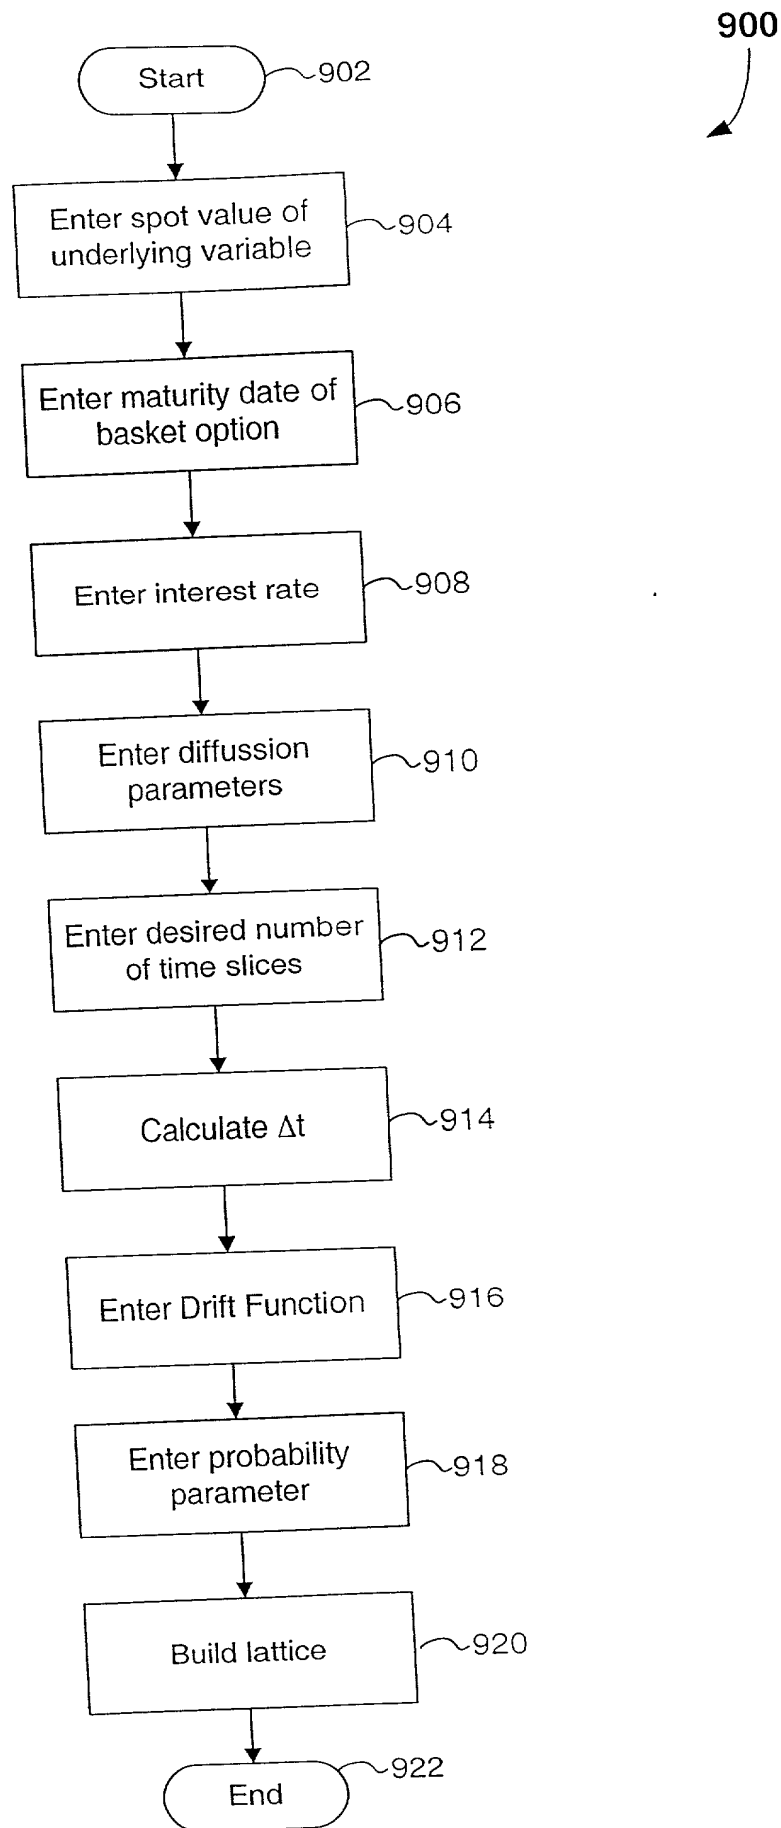 900
Start
902
Enter spot value of
underlying variable
904
Enter maturity date of
basket option
906
Enter interest rate
908
Enter diffussion
parameters
910
Enter desired number
of time slices
912
Calculate Δt
914
Enter Drift Function
916
Enter probability
parameter
918
Build lattice
920
End
922